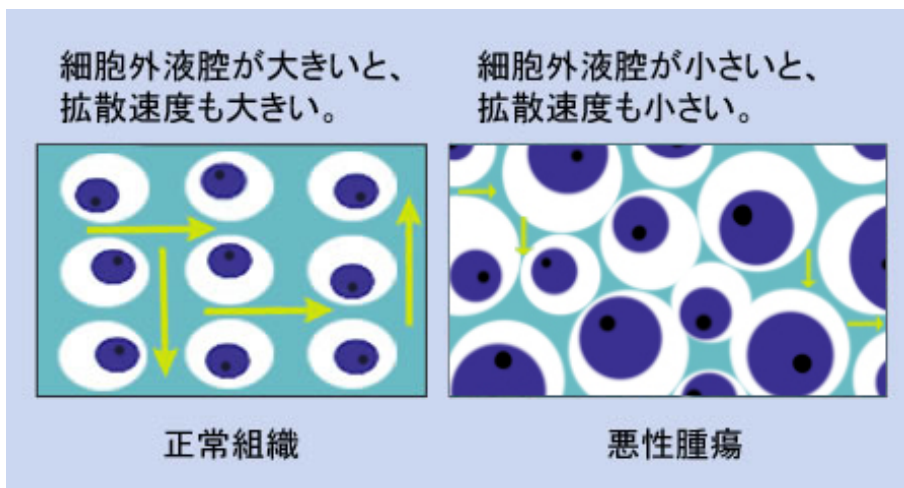 細胞外液腔が大きいと、
拡散速度も大きい。
細胞外液腔が小さいと、
拡散速度も小さい。
正常組織
悪性腫瘍